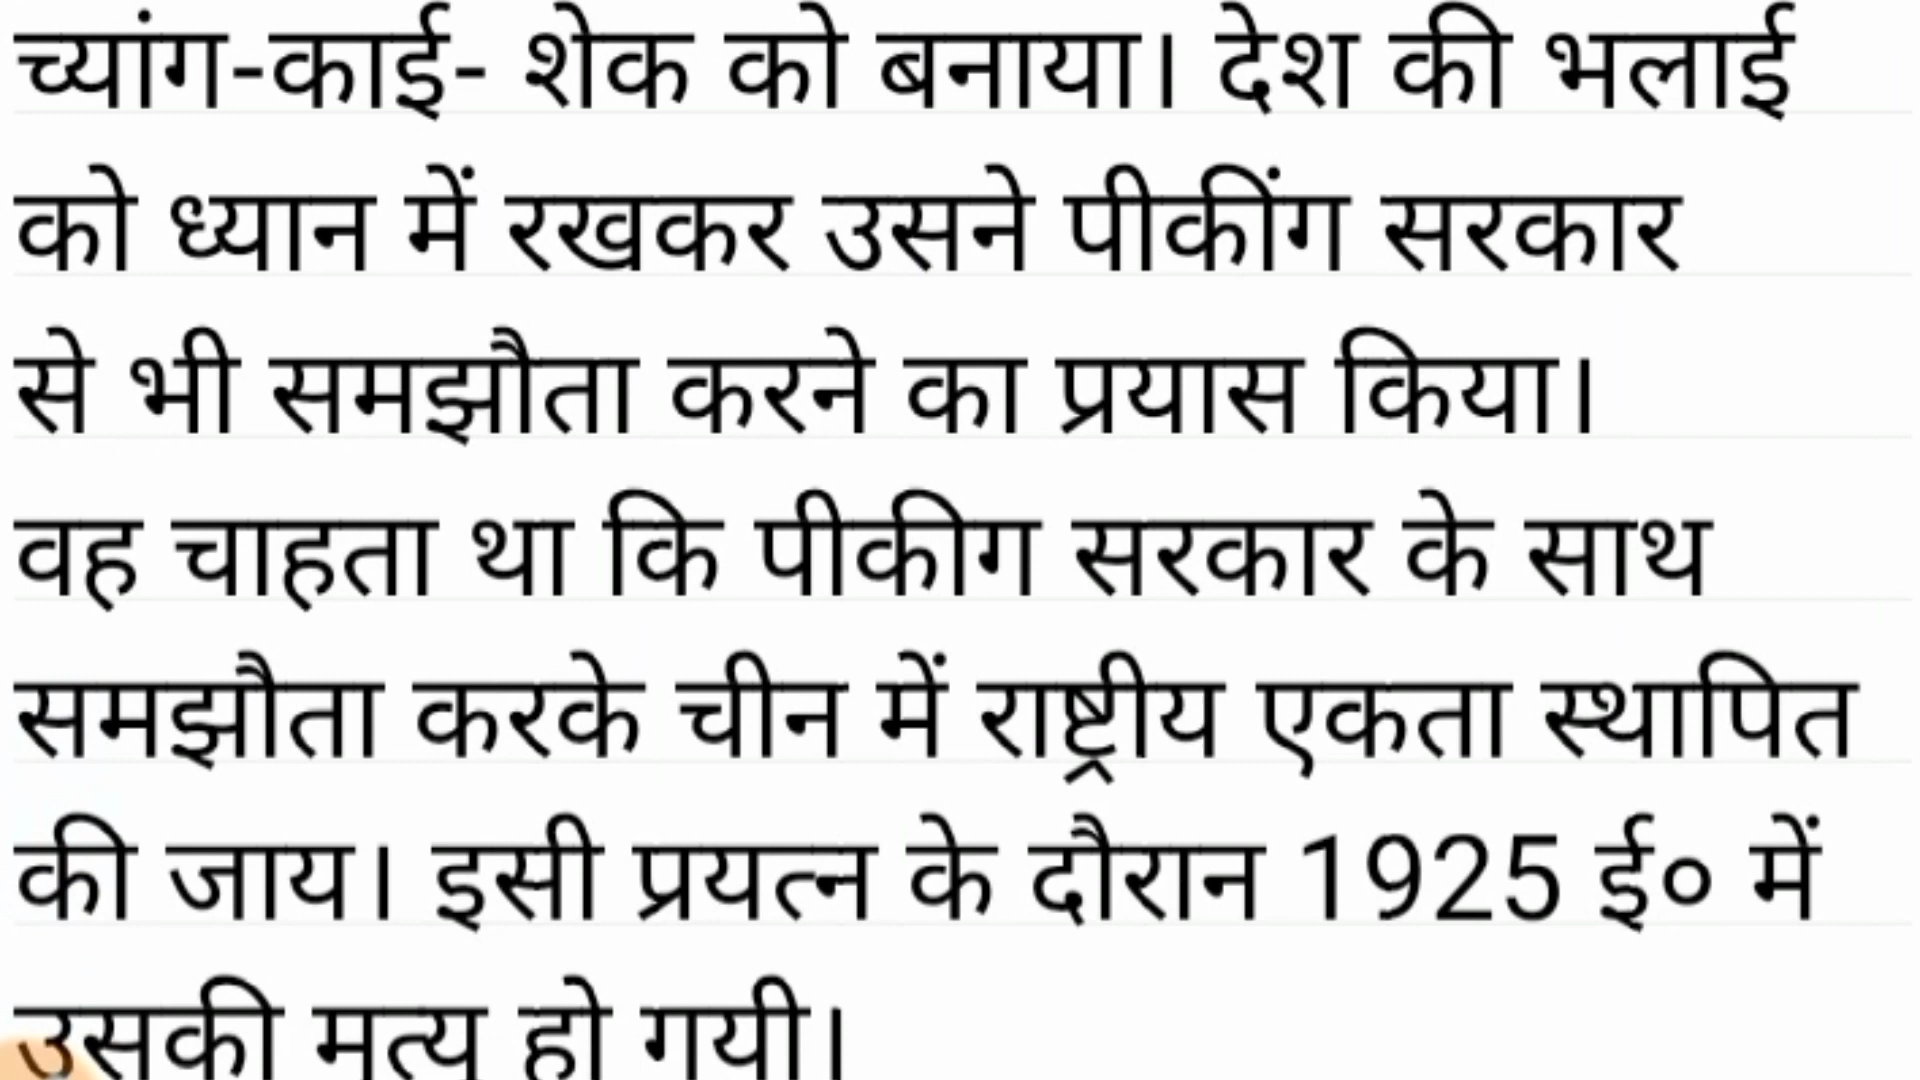 च्यांग-काई- शेक को बनाया। देश की भलाई
को ध्यान में रखकर उसने पीकींग सरकार
से भी समझौता करने का प्रयास किया।
वह चाहता था कि पीकीग सरकार के साथ
समझौता करके चीन में राष्ट्रीय एकता स्थापित
की जाय। इसी प्रयत्न के दौरान 1925 ई० में
उसकी मृत्यु हो गयी।